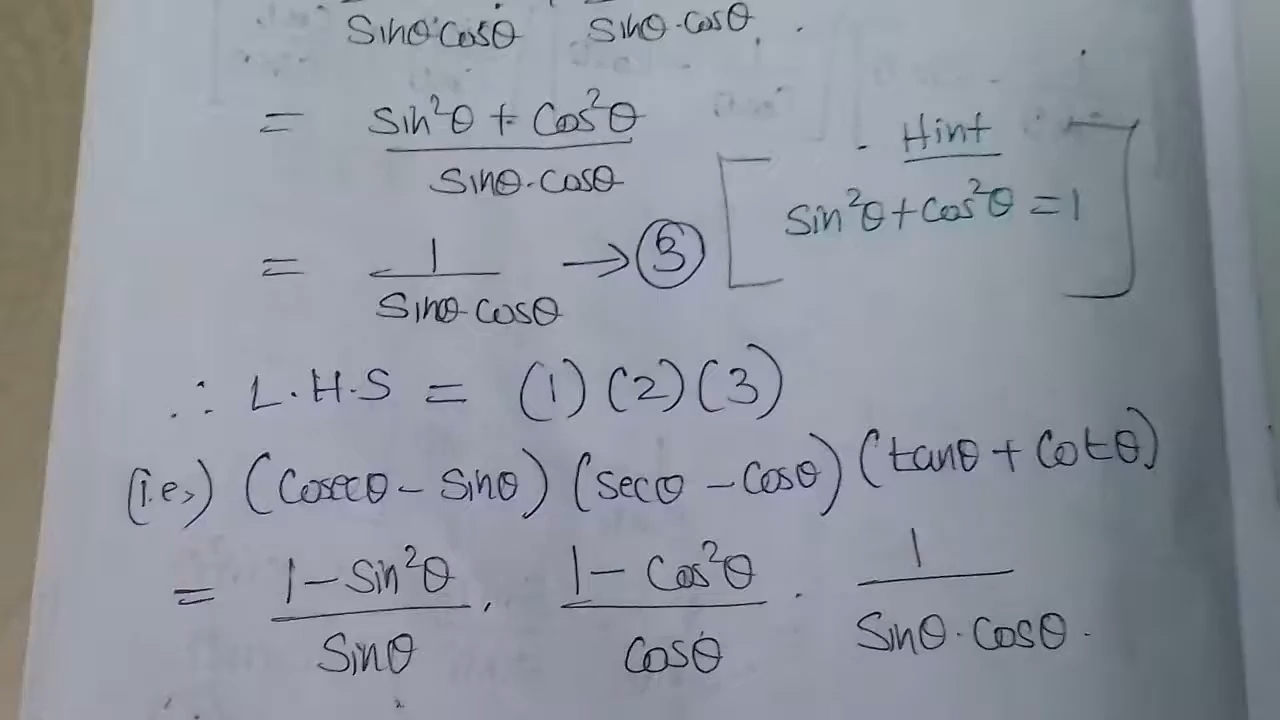 Sinθ·Cosθ Sinθ·Cosθ.
= Sin²θ + Cos²θ
Sinθ·Cosθ
Hint
Sin²θ + Cos²θ = 1
= 1 → ③
Sinθ·Cosθ
∴ L.H.S = (1) (2) (3)
(i.e.,) (Cosecθ - Sinθ) (Secθ - Cosθ) (tanθ + Cotθ)
= 1 - Sin²θ . 1 - Cos²θ . 1
Sinθ Cosθ Sinθ·Cosθ.